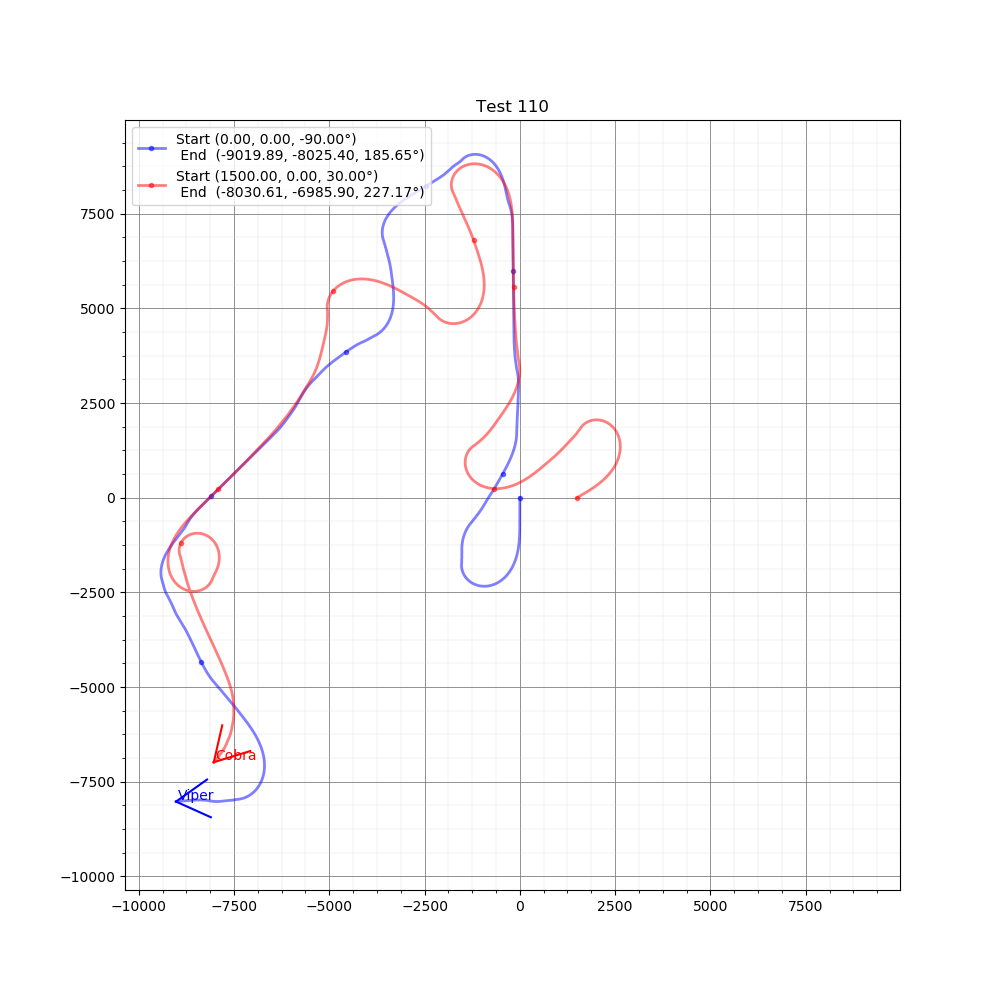 Test 110
Start (0.00, 0.00, -90.00°)
End (-9019.89, -8025.40, 185.65°)
Start (1500.00, 0.00, 30.00°)
End (-8030.61, -6985.90, 227.17°)
7500
5000
2500
0
−2500
−5000
−7500
−10000
Cobra
Viper
−10000 −7500 −5000 −2500 0 2500 5000 7500